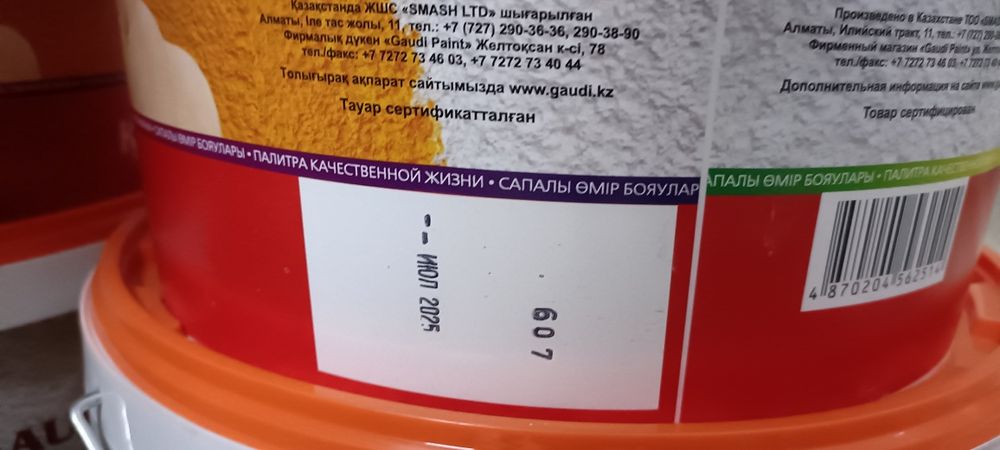 Қазақстанда ЖШС «SMASH LTD» шығарылған
Алматы, Іле тас жолы, 11, тел.: +7 (727) 290-36-36, 290-38-90
Фирмалық дүкен «Gaudi Paint» Желтоқсан к-сі, 78
тел./факс: +7 7272 73 46 03, +7 7272 73 40 44
Толығырақ ақпарат сайтымызда www.gaudi.kz
Тауар сертификатталған
• САПАЛЫ ӨМІР БОЯУЛАРЫ • ПАЛИТРА КАЧЕСТВЕННОЙ ЖИЗНИ • САПАЛЫ ӨМІР БОЯУЛАР
-- ИЮЛ 2025
607
Произведено в Казахстане ТОО
Алматы, Илийский тракт, 11, тел.: +7 (727)
Фирменный магазин «Gaudi Paint» ул.
тел./факс: +7 7272 73 46 03
Дополнительная информация на сайте
Товар сертифицирован
АПАЛЫ ӨМІР БОЯУЛАРЫ • ПАЛИТРА
4 870204 56251